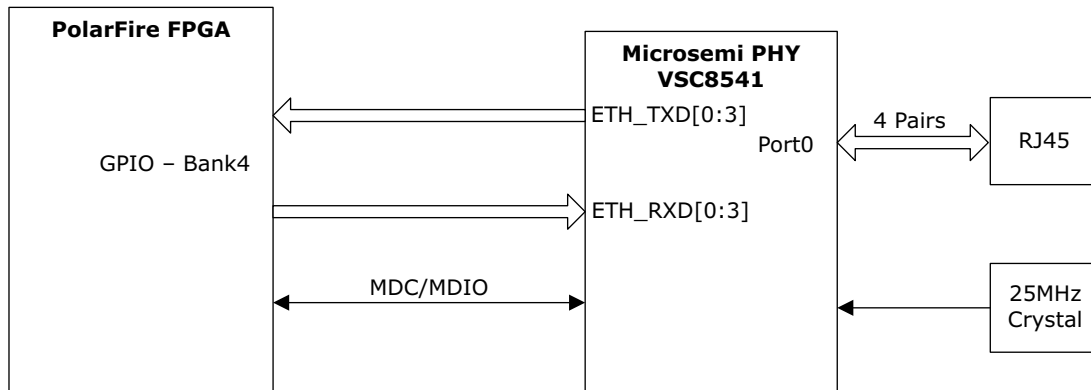 PolarFire FPGA
Microsemi PHY
VSC8541
ETH_TXD[0:3]
4 Pairs
Port0
RJ45
GPIO – Bank4
ETH_RXD[0:3]
MDC/MDIO
25MHz
Crystal